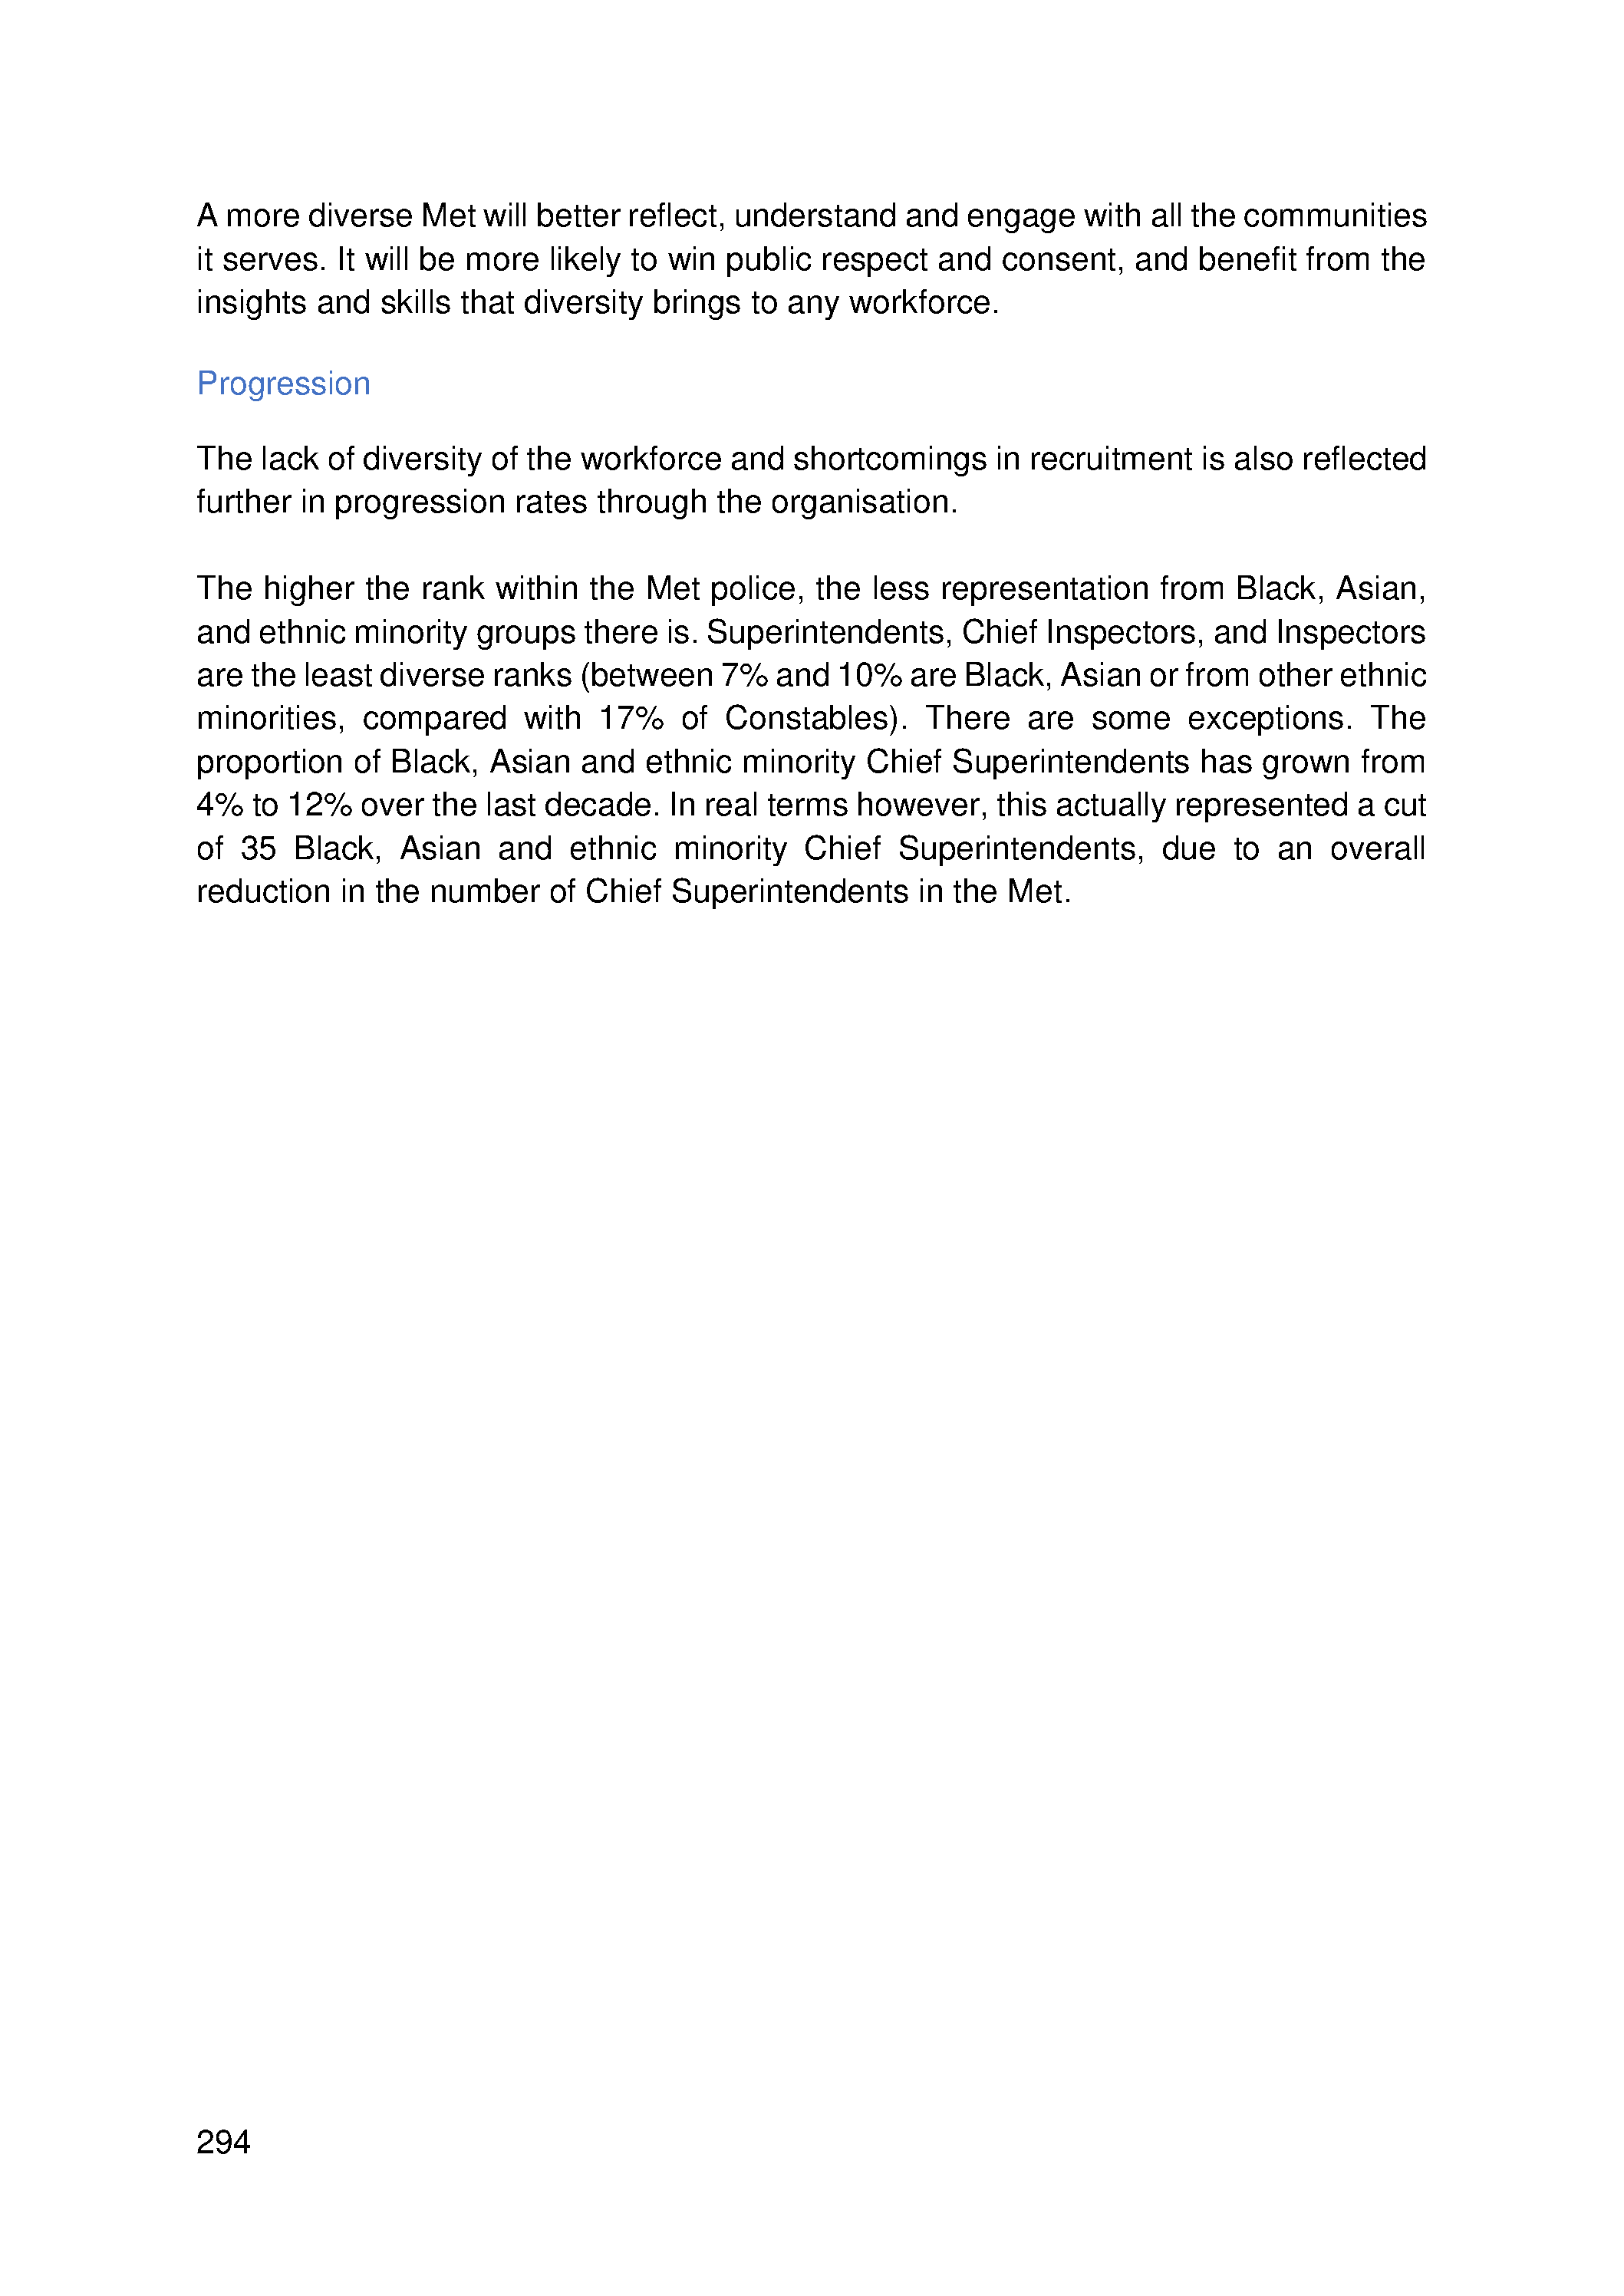 A more diverse Met will better reflect, understand and engage with all the communities
it serves. It will be more likely to win public respect and consent, and benefit from the
insights and skills that diversity brings to any workforce.
Progression
The lack of diversity of the workforce and shortcomings in recruitment is also reflected
further in progression rates through the organisation.
The higher the rank within the Met police, the less representation from Black, Asian,
and ethnic minority groups there is. Superintendents, Chief Inspectors, and Inspectors
are the least diverse ranks (between 7% and 10% are Black, Asian or from other ethnic
minorities, compared with 17% of Constables). There are some exceptions. The
proportion of Black, Asian and ethnic minority Chief Superintendents has grown from
4% to 12% over the last decade. In real terms however, this actually represented a cut
of 35 Black, Asian and ethnic minority Chief Superintendents, due to an overall
reduction in the number of Chief Superintendents in the Met.
294